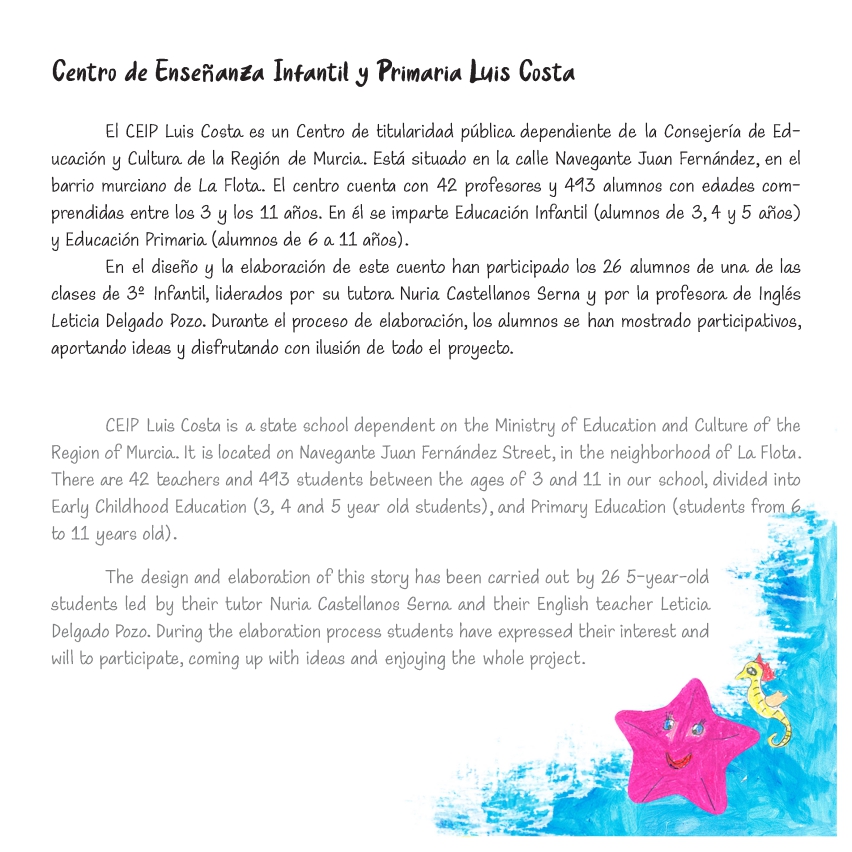 Centro de Enseñanza Infantil y Primaria Luis Costa
El CEIP Luis Costa es un Centro de titularidad pública dependiente de la Consejería de Ed-
ucación y Cultura de la Región de Murcia. Está situado en la calle Navegante Juan Fernández, en el
barrio murciano de La Flota. El centro cuenta con 42 profesores y 493 alumnos con edades com-
prendidas entre los 3 y los 11 años. En él se imparte Educación Infantil (alumnos de 3, 4 y 5 años)
y Educación Primaria (alumnos de 6 a 11 años).
En el diseño y la elaboración de este cuento han participado los 26 alumnos de una de las
clases de 3º Infantil, liderados por su tutora Nuria Castellanos Serna y por la profesora de Inglés
Leticia Delgado Pozo. Durante el proceso de elaboración, los alumnos se han mostrado participativos,
aportando ideas y disfrutando con ilusión de todo el proyecto.
CEIP Luis Costa is a state school dependent on the Ministry of Education and Culture of the
Region of Murcia. It is located on Navegante Juan Fernández Street, in the neighborhood of La Flota.
There are 42 teachers and 493 students between the ages of 3 and 11 in our school, divided into
Early Childhood Education (3, 4 and 5 year old students), and Primary Education (students from 6
to 11 years old).
The design and elaboration of this story has been carried out by 26 5-year-old
students led by their tutor Nuria Castellanos Serna and their English teacher Leticia
Delgado Pozo. During the elaboration process students have expressed their interest and
will to participate, coming up with ideas and enjoying the whole project.